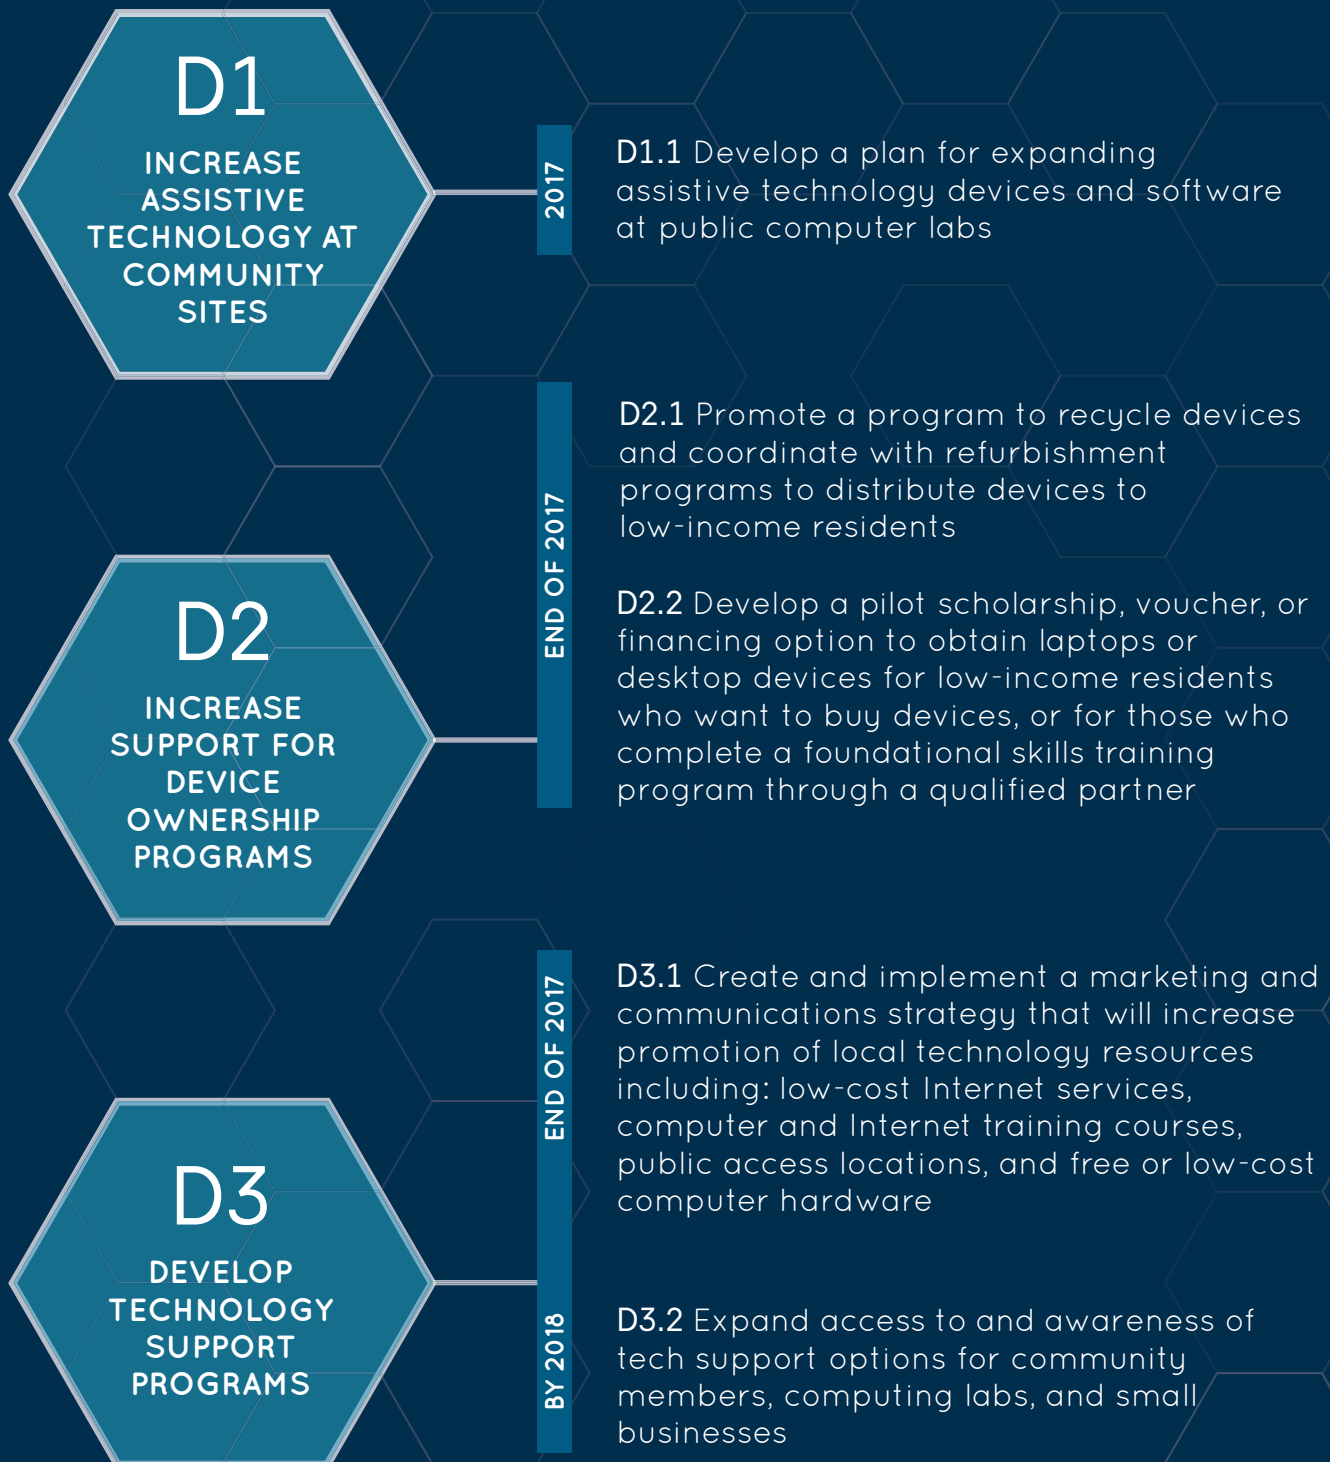 D1
INCREASE
ASSISTIVE
TECHNOLOGY AT
COMMUNITY
SITES
2017
D1.1 Develop a plan for expanding
assistive technology devices and software
at public computer labs
D2
INCREASE
SUPPORT FOR
DEVICE
OWNERSHIP
PROGRAMS
END OF 2017
D2.1 Promote a program to recycle devices
and coordinate with refurbishment
programs to distribute devices to
low-income residents
D2.2 Develop a pilot scholarship, voucher, or
financing option to obtain laptops or
desktop devices for low-income residents
who want to buy devices, or for those who
complete a foundational skills training
program through a qualified partner
D3
DEVELOP
TECHNOLOGY
SUPPORT
PROGRAMS
END OF 2017
D3.1 Create and implement a marketing and
communications strategy that will increase
promotion of local technology resources
including: low-cost Internet services,
computer and Internet training courses,
public access locations, and free or low-cost
computer hardware
BY 2018
D3.2 Expand access to and awareness of
tech support options for community
members, computing labs, and small
businesses